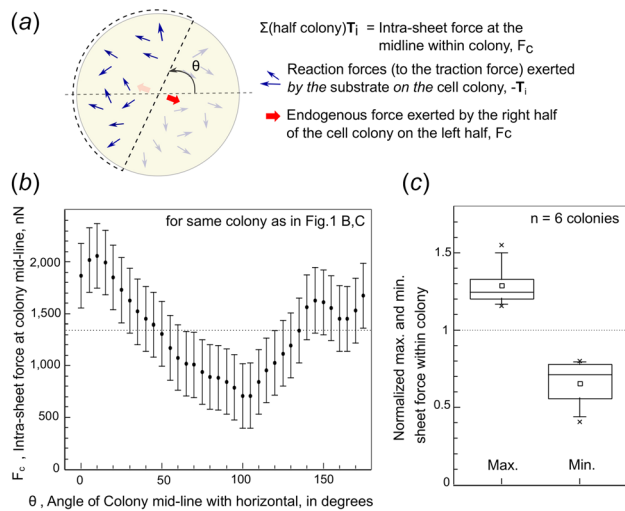 (a)
Σ(half colony)Tᵢ = Intra-sheet force at the
midline within colony, F_C
θ
Reaction forces (to the traction force) exerted
by the substrate on the cell colony, -Tᵢ
Endogenous force exerted by the right half
of the cell colony on the left half, Fc
(b)
for same colony as in Fig.1 B,C
F_c , Intra-sheet force at colony mid-line, nN
2,000
1,500
1,000
500
0
0
50
100
150
θ , Angle of Colony mid-line with horizontal, in degrees
(c)
n = 6 colonies
Normalized max. and min.
sheet force within colony
2
1.5
1
0.5
0
Max.
Min.